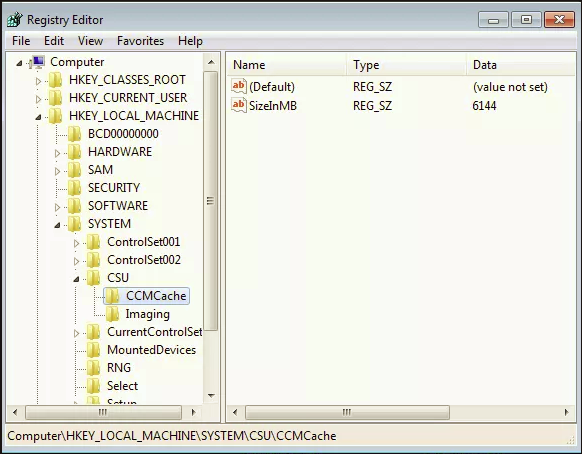 Registry Editor
File Edit View Favorites Help
Computer
HKEY_CLASSES_ROOT
HKEY_CURRENT_USER
HKEY_LOCAL_MACHINE
BCD00000000
HARDWARE
SAM
SECURITY
SOFTWARE
SYSTEM
ControlSet001
ControlSet002
CSU
CCMCache
Imaging
CurrentControlSet
MountedDevices
RNG
Select
Setup
Name Type Data
ab (Default) REG_SZ (value not set)
ab SizeInMB REG_SZ 6144
Computer\HKEY_LOCAL_MACHINE\SYSTEM\CSU\CCMCache